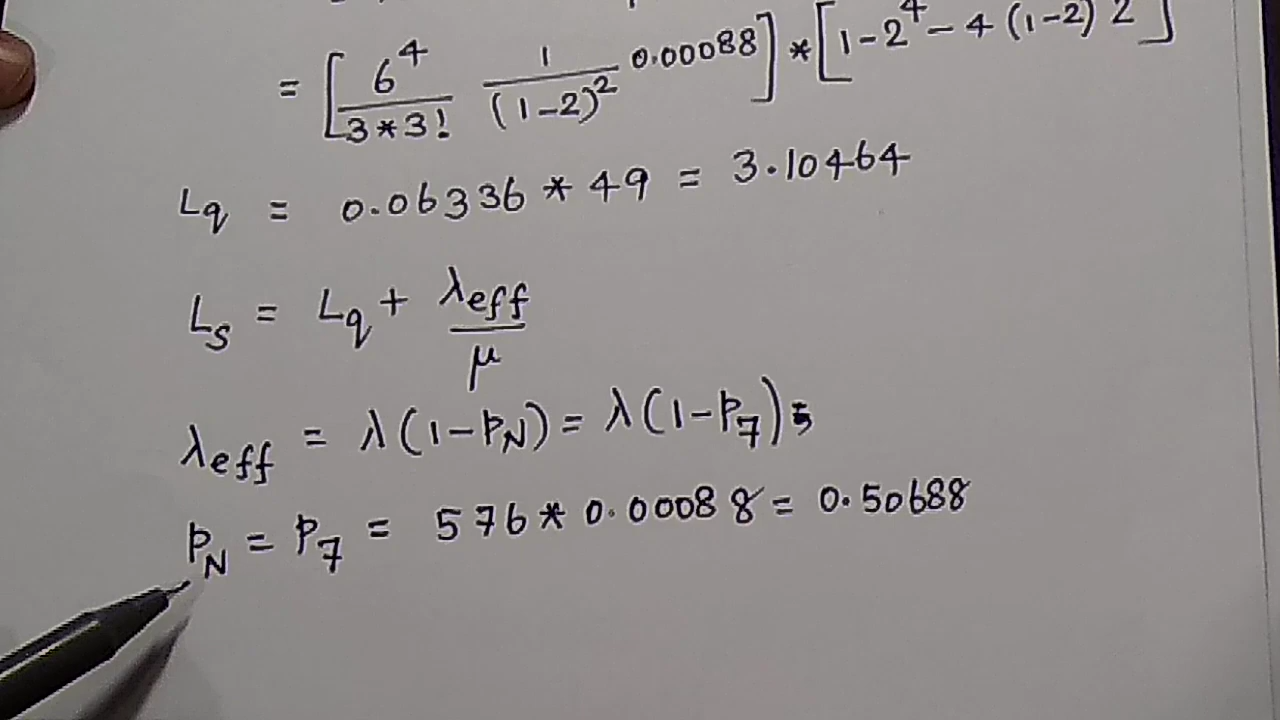 = [ 6^4 / 3*3! 1 / (1-2)^2 0.00088 ] * [ 1-2^4 - 4(1-2) 2 ]
Lq = 0.06336 * 49 = 3.10464
Ls = Lq + λeff / μ
λeff = λ(1-PN) = λ(1-P7)
PN = P7 = 576 * 0.00088 = 0.50688